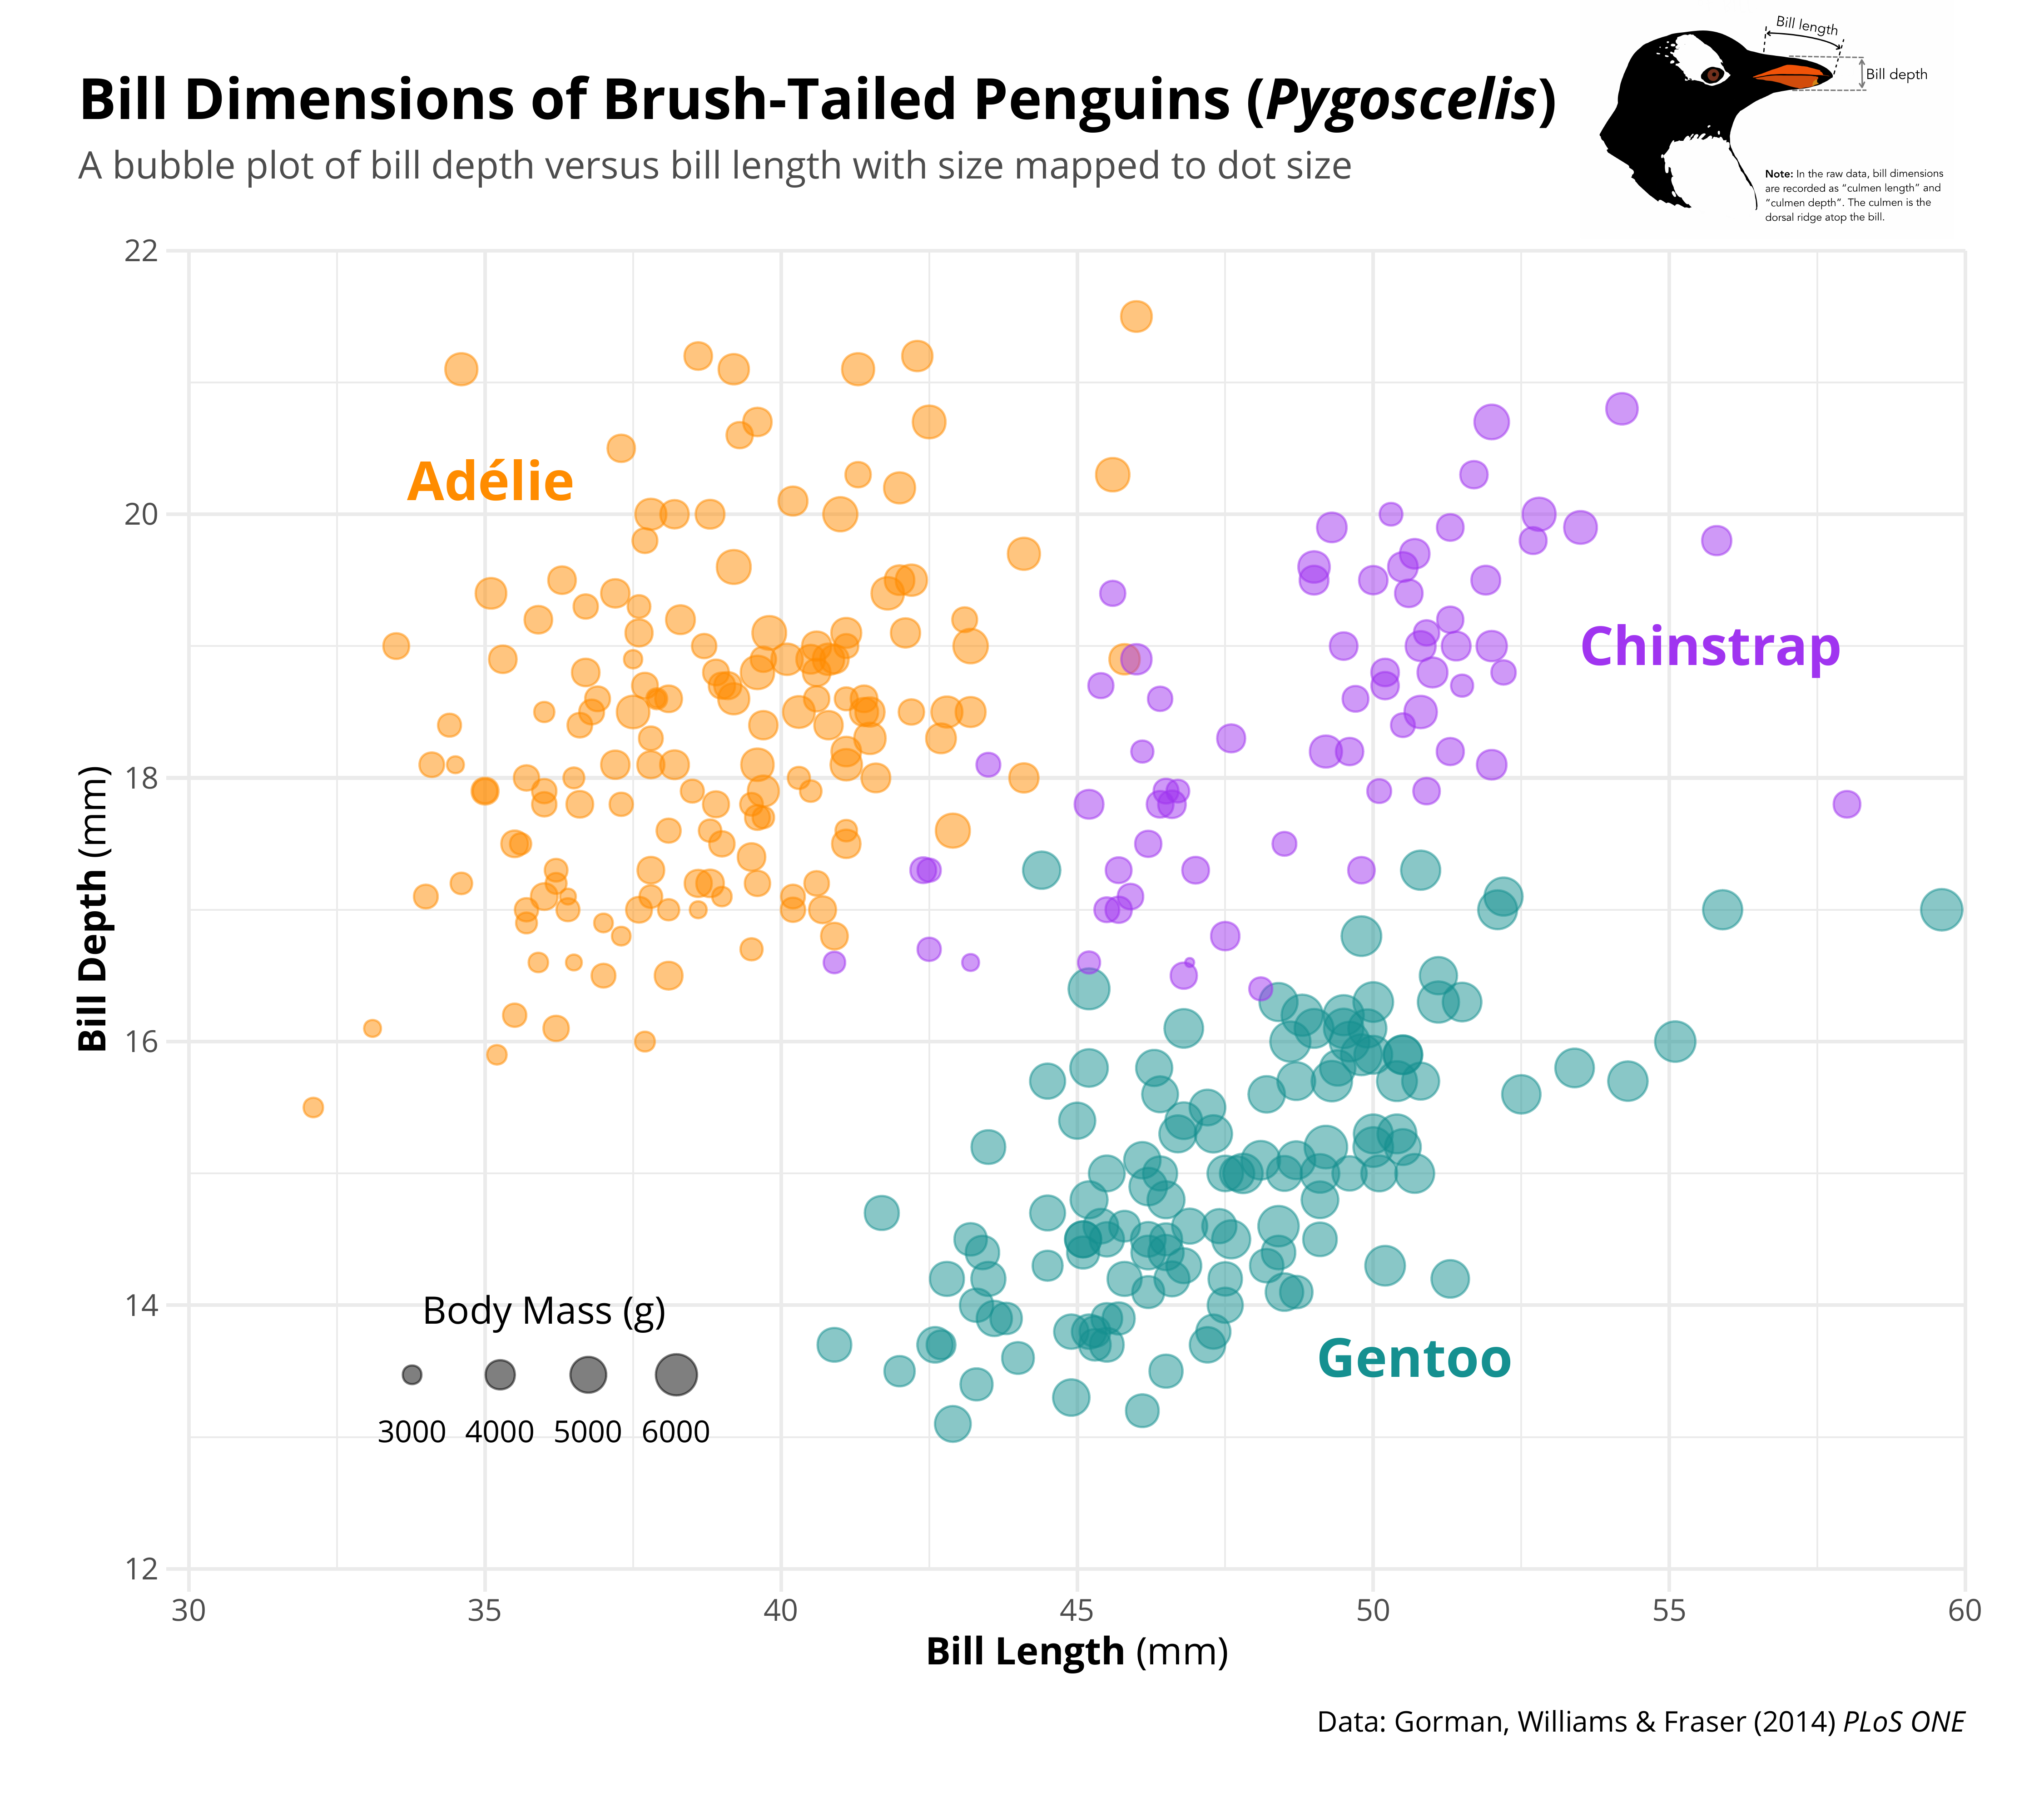 Bill length
Bill depth
Bill Dimensions of Brush-Tailed Penguins (Pygoscelis)
A bubble plot of bill depth versus bill length with size mapped to dot size
Note: In the raw data, bill dimensions
are recorded as “culmen length” and
“culmen depth”. The culmen is the
dorsal ridge atop the bill.
22
20
18
16
14
12
Bill Depth (mm)
Adélie
Chinstrap
Gentoo
Body Mass (g)
3000 4000 5000 6000
30 35 40 45 50 55 60
Bill Length (mm)
Data: Gorman, Williams & Fraser (2014) PLoS ONE